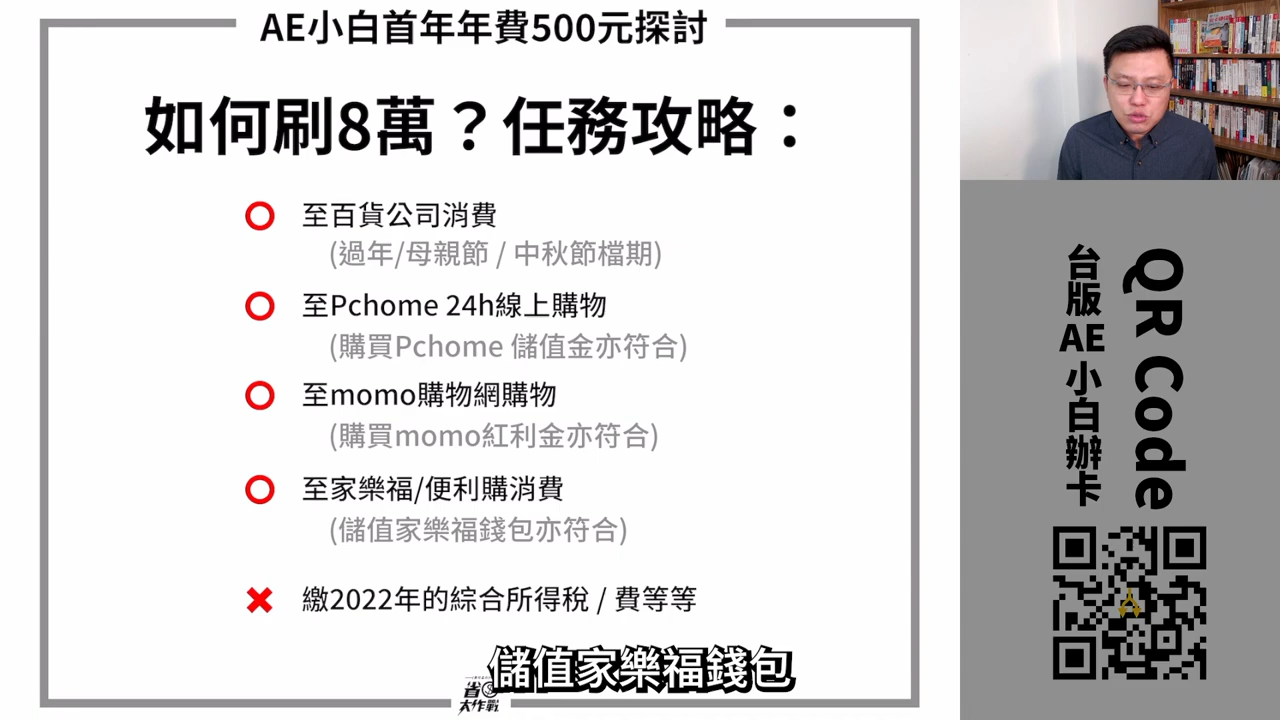 AE小白首年年費500元探討
如何刷8萬？任務攻略：
至百貨公司消費
(過年/母親節 / 中秋節檔期)
至Pchome 24h線上購物
(購買Pchome 儲值金亦符合)
至momo購物網購物
(購買momo紅利金亦符合)
至家樂福/便利購消費
(儲值家樂福錢包亦符合)
繳2022年的綜合所得稅 / 費等等
儲值家樂福錢包
省
大作戰
QR Code
台版AE小白辦卡